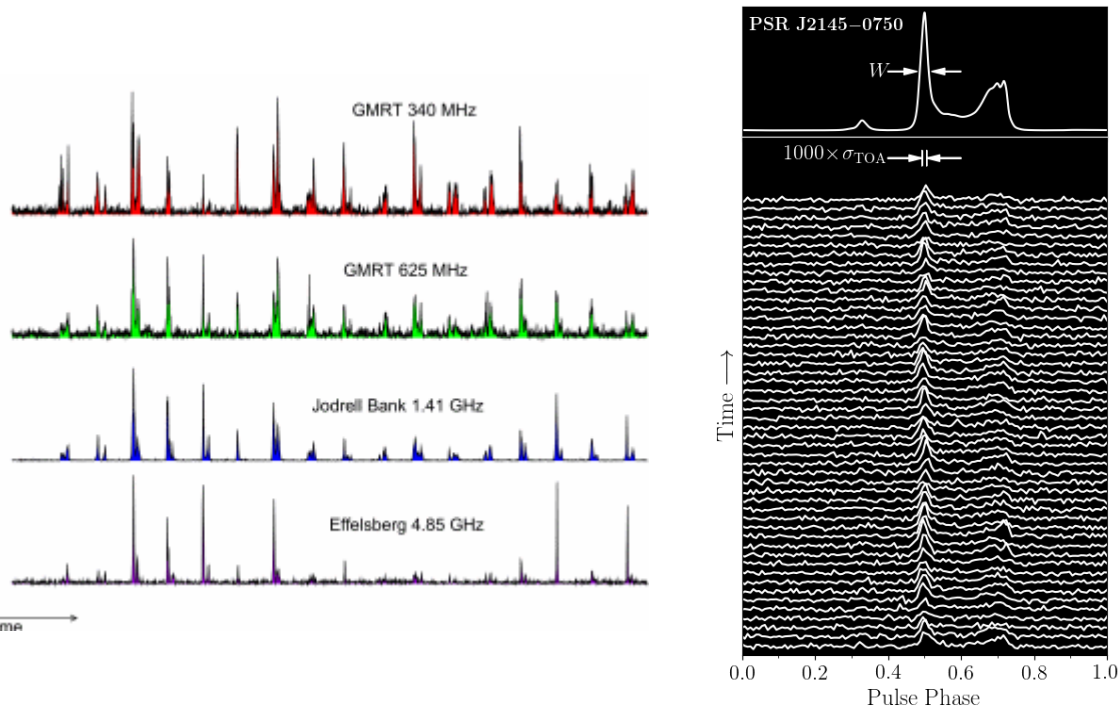 GMRT 340 MHz
GMRT 625 MHz
Jodrell Bank 1.41 GHz
Effelsberg 4.85 GHz
me
PSR J2145−0750
W
1000×σTOA
Time
0.0 0.2 0.4 0.6 0.8 1.0
Pulse Phase